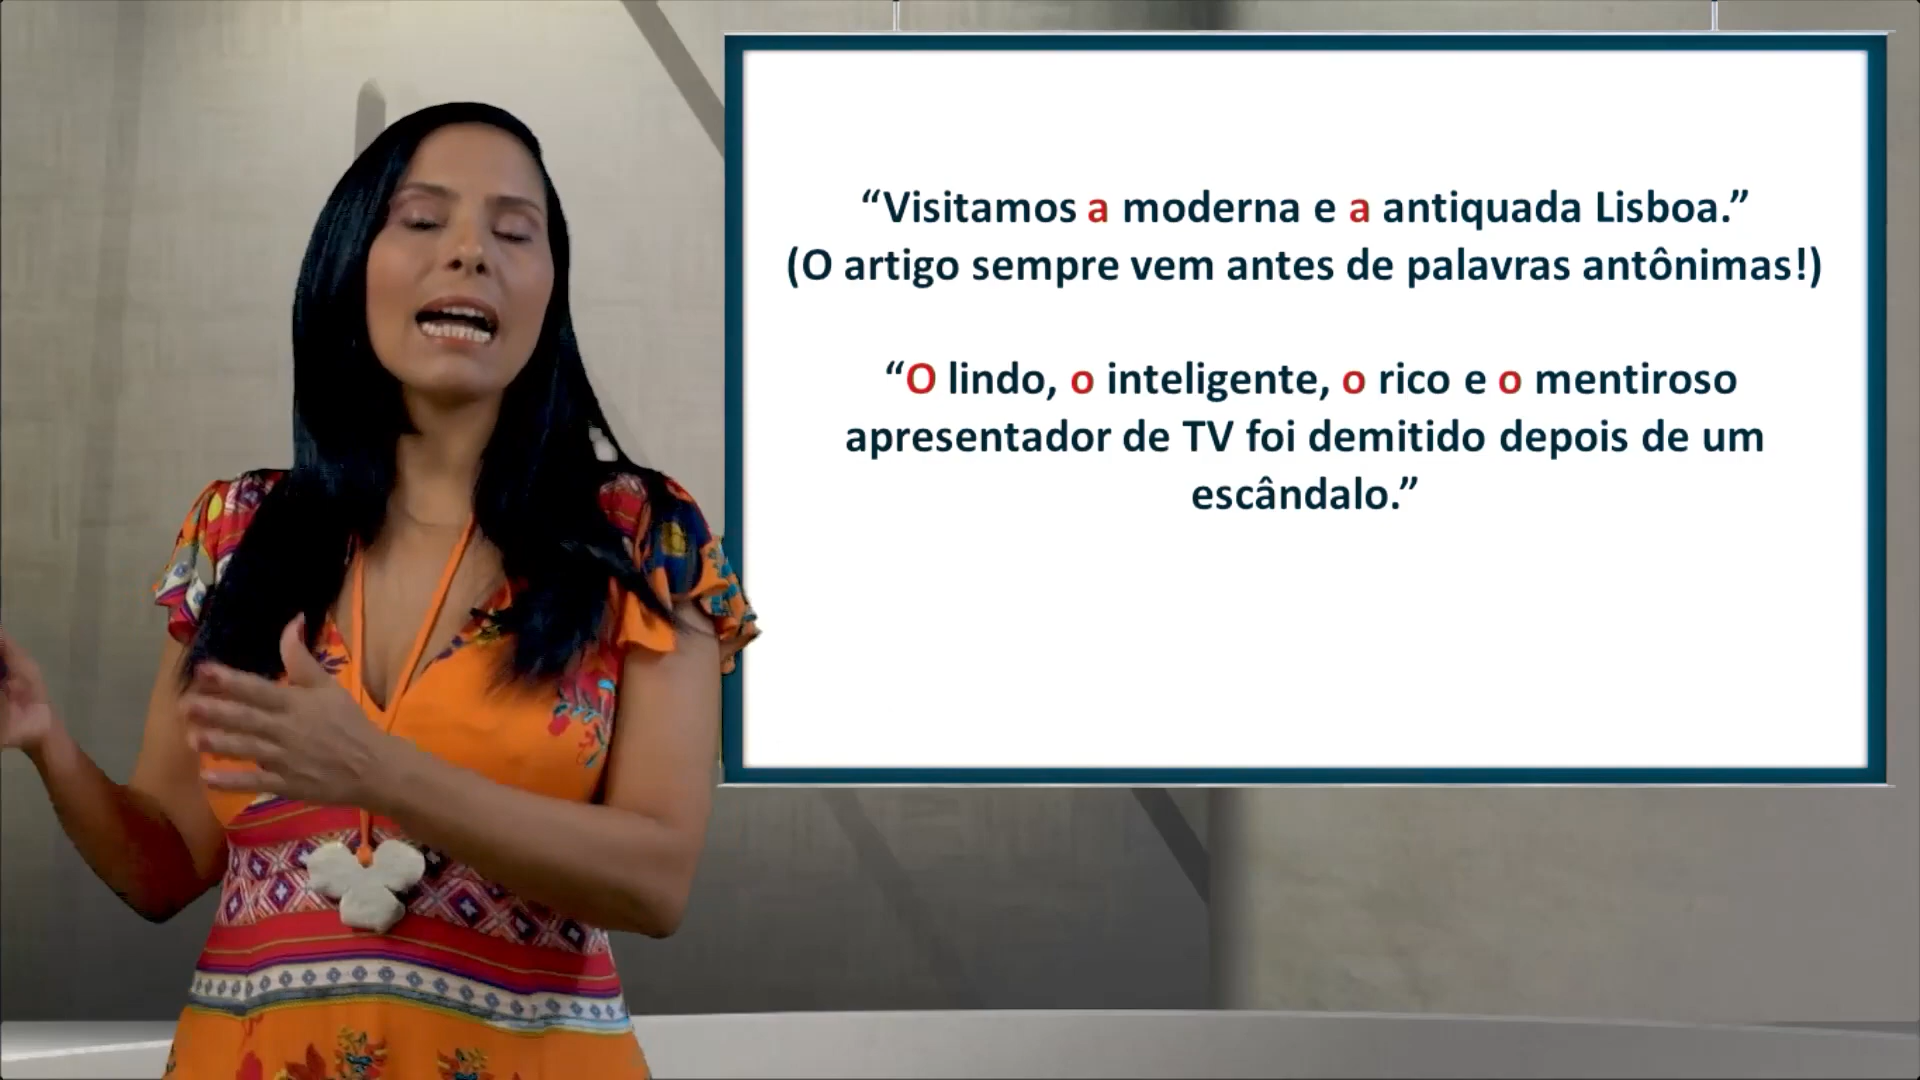 “Visitamos a moderna e a antiquada Lisboa.”
(O artigo sempre vem antes de palavras antônimas!)
“O lindo, o inteligente, o rico e o mentiroso
apresentador de TV foi demitido depois de um
escândalo.”